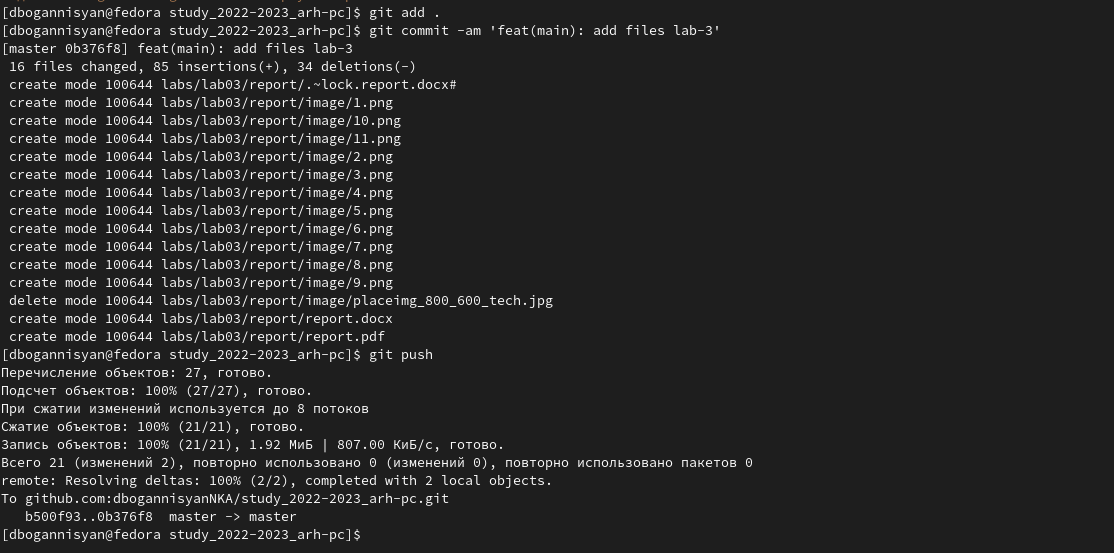 [dbogannisyan@fedora study_2022-2023_arh-pc]$ git add .
[dbogannisyan@fedora study_2022-2023_arh-pc]$ git commit -am 'feat(main): add files lab-3'
[master 0b376f8] feat(main): add files lab-3
 16 files changed, 85 insertions(+), 34 deletions(-)
 create mode 100644 labs/lab03/report/.~lock.report.docx#
 create mode 100644 labs/lab03/report/image/1.png
 create mode 100644 labs/lab03/report/image/10.png
 create mode 100644 labs/lab03/report/image/11.png
 create mode 100644 labs/lab03/report/image/2.png
 create mode 100644 labs/lab03/report/image/3.png
 create mode 100644 labs/lab03/report/image/4.png
 create mode 100644 labs/lab03/report/image/5.png
 create mode 100644 labs/lab03/report/image/6.png
 create mode 100644 labs/lab03/report/image/7.png
 create mode 100644 labs/lab03/report/image/8.png
 create mode 100644 labs/lab03/report/image/9.png
 delete mode 100644 labs/lab03/report/image/placeimg_800_600_tech.jpg
 create mode 100644 labs/lab03/report/report.docx
 create mode 100644 labs/lab03/report/report.pdf
[dbogannisyan@fedora study_2022-2023_arh-pc]$ git push
Перечисление объектов: 27, готово.
Подсчет объектов: 100% (27/27), готово.
При сжатии изменений используется до 8 потоков
Сжатие объектов: 100% (21/21), готово.
Запись объектов: 100% (21/21), 1.92 МиБ | 807.00 КиБ/с, готово.
Всего 21 (изменений 2), повторно использовано 0 (изменений 0), повторно использовано пакетов 0
remote: Resolving deltas: 100% (2/2), completed with 2 local objects.
To github.com:dbogannisyanNKA/study_2022-2023_arh-pc.git
   b500f93..0b376f8  master -> master
[dbogannisyan@fedora study_2022-2023_arh-pc]$